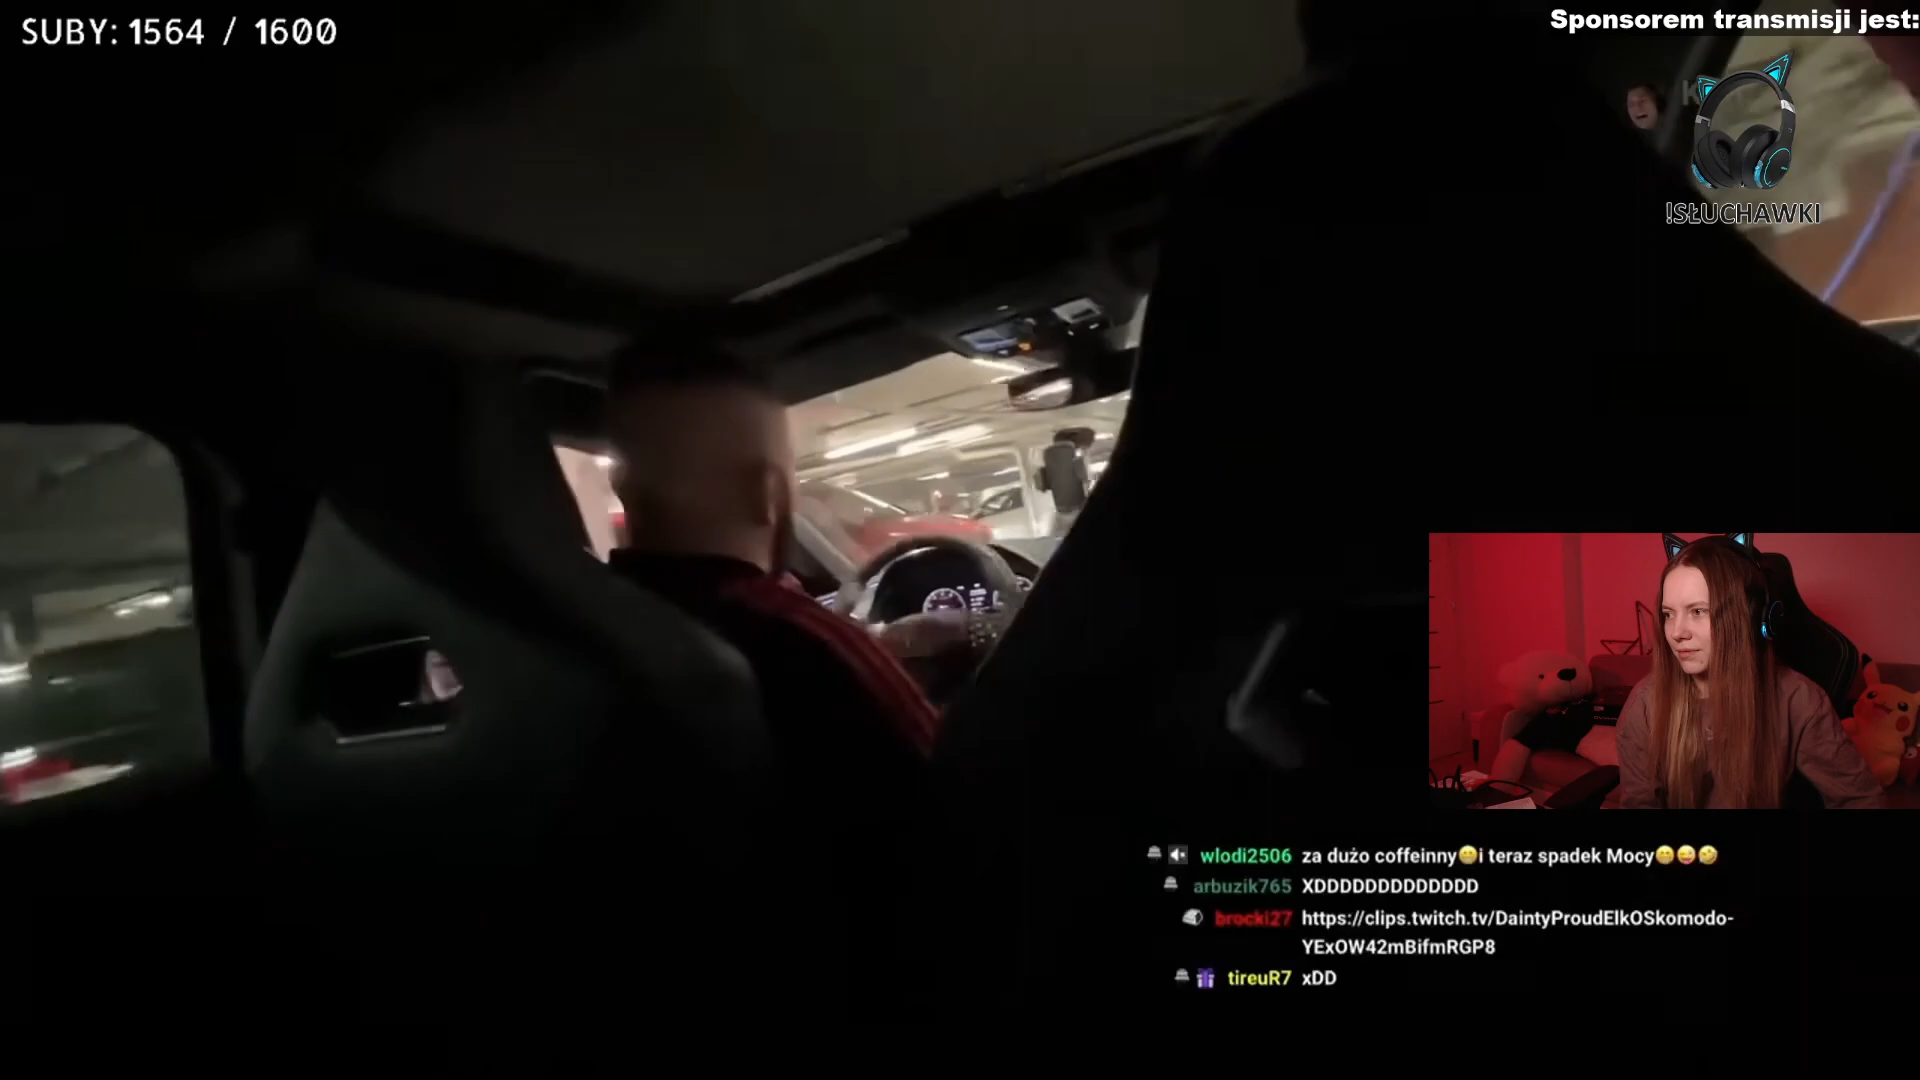 SUBY: 1564 / 1600
Sponsorem transmisji jest:
!SŁUCHAWKI
wlodi2506 za dużo coffeinny😁i teraz spadek Mocy😁😜🤣
arbuzik765 XDDDDDDDDDDDDD
brocki27 https://clips.twitch.tv/DaintyProudElkOSkomodo-
YExOW42mBifmRGP8
tireuR7 xDD